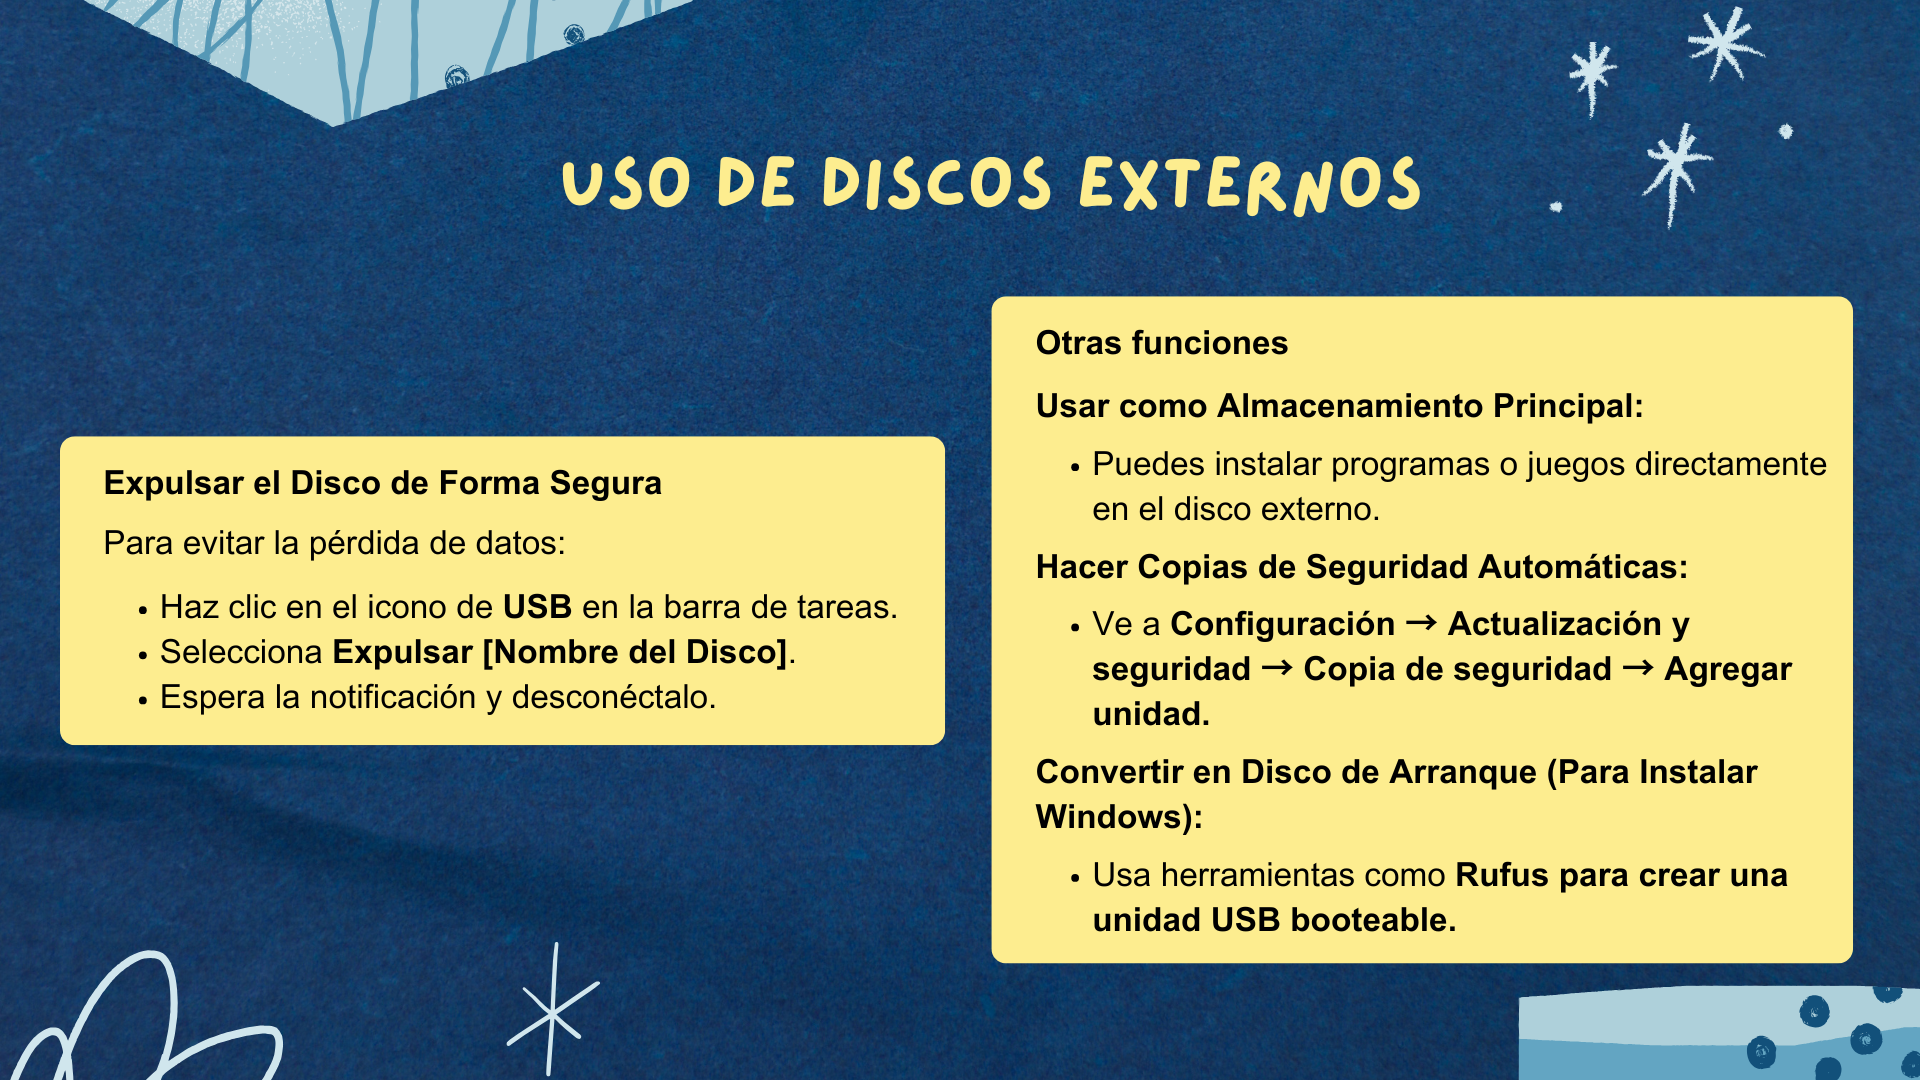 USO DE DISCOS EXTERNOS
Expulsar el Disco de Forma Segura
Para evitar la pérdida de datos:
• Haz clic en el icono de USB en la barra de tareas.
• Selecciona Expulsar [Nombre del Disco].
• Espera la notificación y desconéctalo.
Otras funciones
Usar como Almacenamiento Principal:
• Puedes instalar programas o juegos directamente
en el disco externo.
Hacer Copias de Seguridad Automáticas:
• Ve a Configuración → Actualización y
seguridad → Copia de seguridad → Agregar
unidad.
Convertir en Disco de Arranque (Para Instalar
Windows):
• Usa herramientas como Rufus para crear una
unidad USB booteable.